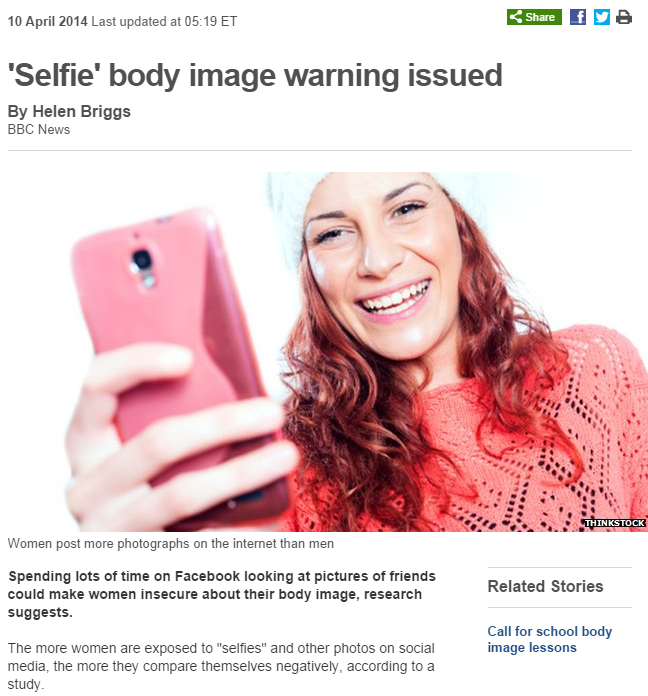 10 April 2014 Last updated at 05:19 ET
Share
'Selfie' body image warning issued
By Helen Briggs
BBC News
THINKSTOCK
Women post more photographs on the internet than men
Spending lots of time on Facebook looking at pictures of friends
could make women insecure about their body image, research
suggests.
The more women are exposed to "selfies" and other photos on social
media, the more they compare themselves negatively, according to a
study.
Related Stories
Call for school body
image lessons